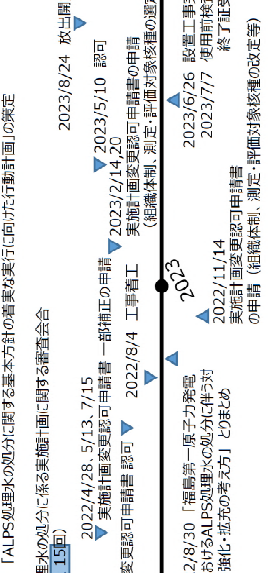 「ALPS処理水の処分に関する基本方針の着実な実行に向けた行動計画」の策定
2023/8/24 放出開
理水の処分に係る実施計画に関する審査会合
15回）
2022/4/28、5/13、7/15
実施計画変更認可申請書 一部補正の申請
2023/5/10 認可
2023/2/14,20
実施計画変更認可申請書の申請
（組織体制、測定・評価対象核種の選定
変更認可申請書 認可
2022/8/4 工事着工
2023
2023/6/26 設置工事
2023/7/7 使用前検
終了証
2022/11/14
実施計画変更認可申請書
の申請（組織体制、測定・評価対象核種の改定等）
2/8/30 「福島第一原子力発電
おけるALPS処理水の処分に伴う対
強化・拡充の考え方」とりまとめ